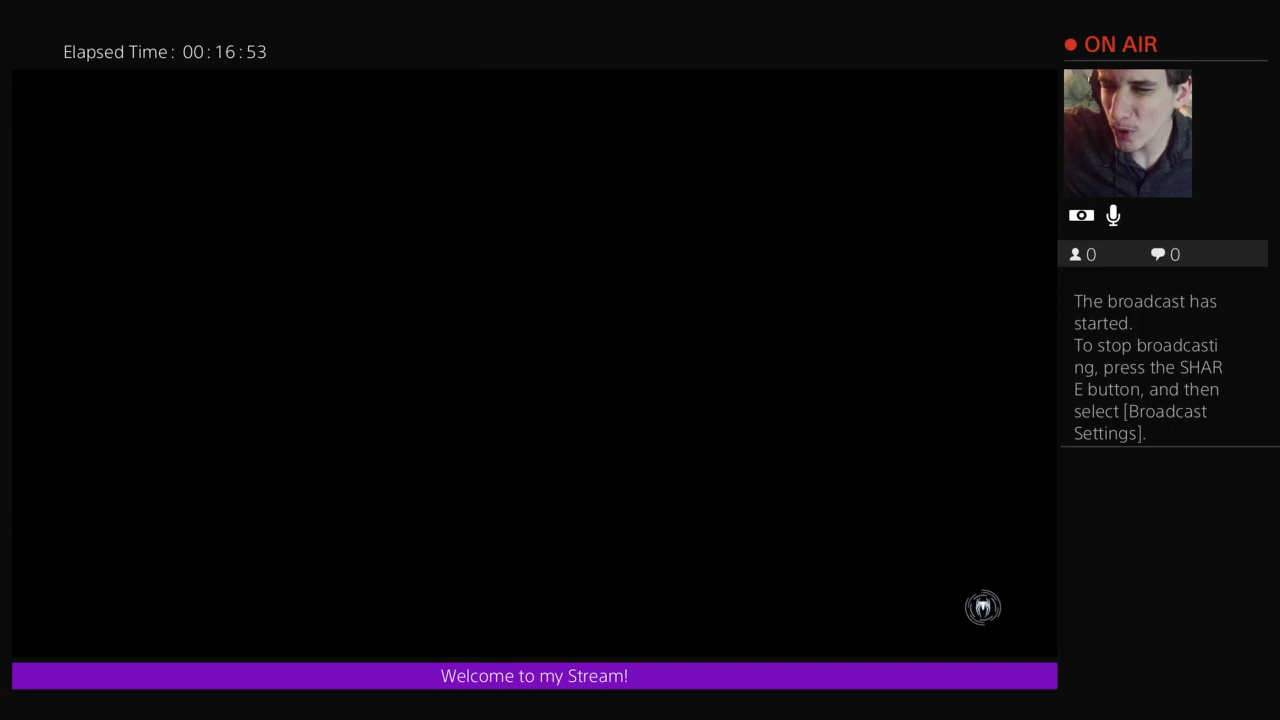 Elapsed Time: 00:16:53
ON AIR
0 0
The broadcast has
started.
To stop broadcasti
ng, press the SHAR
E button, and then
select [Broadcast
Settings].
Welcome to my Stream!